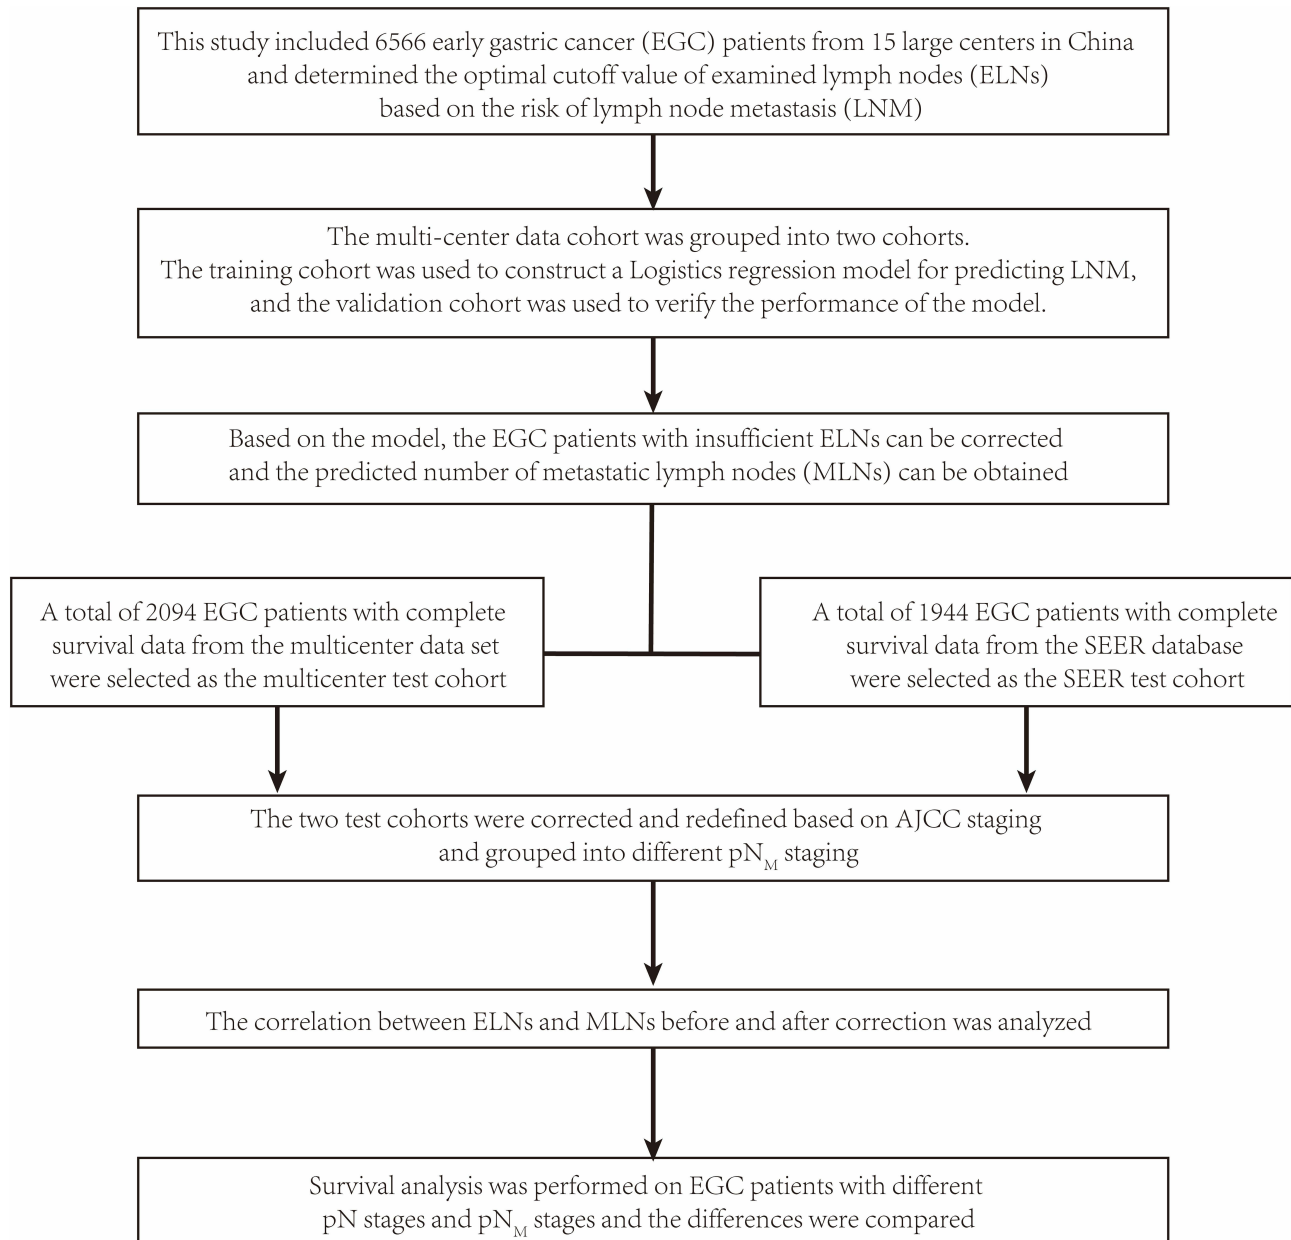 This study included 6566 early gastric cancer (EGC) patients from 15 large centers in China
and determined the optimal cutoff value of examined lymph nodes (ELNs)
based on the risk of lymph node metastasis (LNM)
The multi-center data cohort was grouped into two cohorts.
The training cohort was used to construct a Logistics regression model for predicting LNM,
and the validation cohort was used to verify the performance of the model.
Based on the model, the EGC patients with insufficient ELNs can be corrected
and the predicted number of metastatic lymph nodes (MLNs) can be obtained
A total of 2094 EGC patients with complete
survival data from the multicenter data set
were selected as the multicenter test cohort
A total of 1944 EGC patients with complete
survival data from the SEER database
were selected as the SEER test cohort
The two test cohorts were corrected and redefined based on AJCC staging
and grouped into different pN_M staging
The correlation between ELNs and MLNs before and after correction was analyzed
Survival analysis was performed on EGC patients with different
pN stages and pN_M stages and the differences were compared